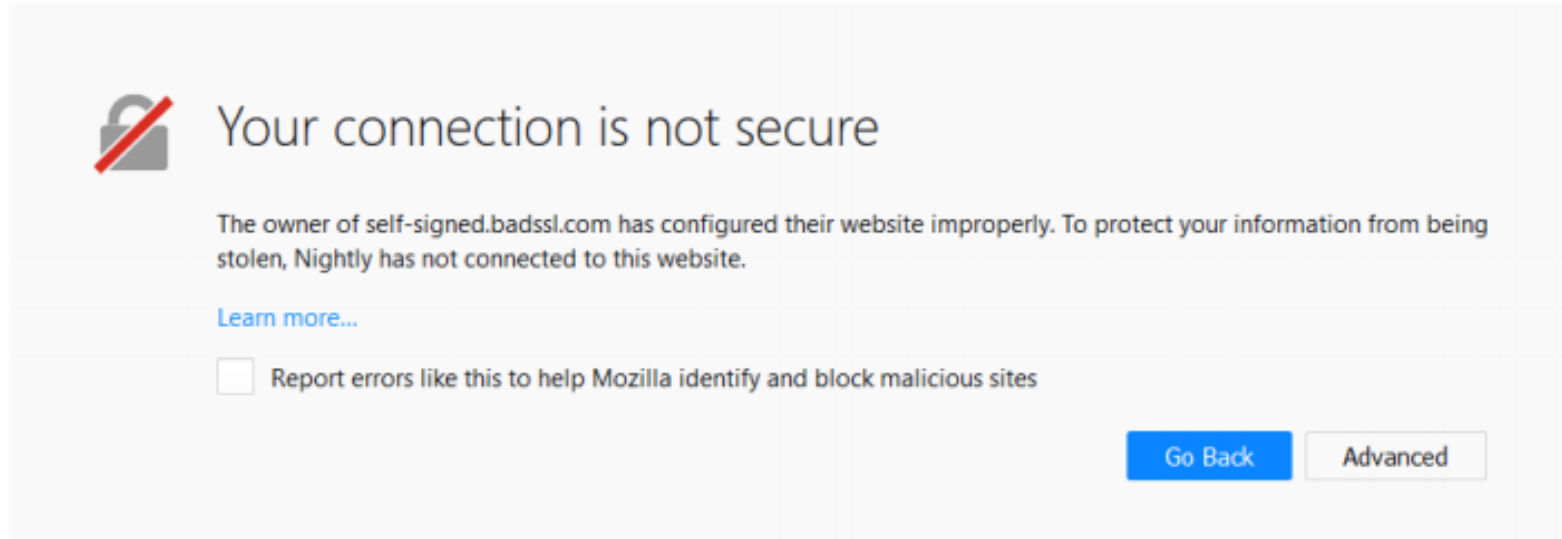 Your connection is not secure
The owner of self-signed.badssl.com has configured their website improperly. To protect your information from being
stolen, Nightly has not connected to this website.
Learn more...
Report errors like this to help Mozilla identify and block malicious sites
Go Back
Advanced